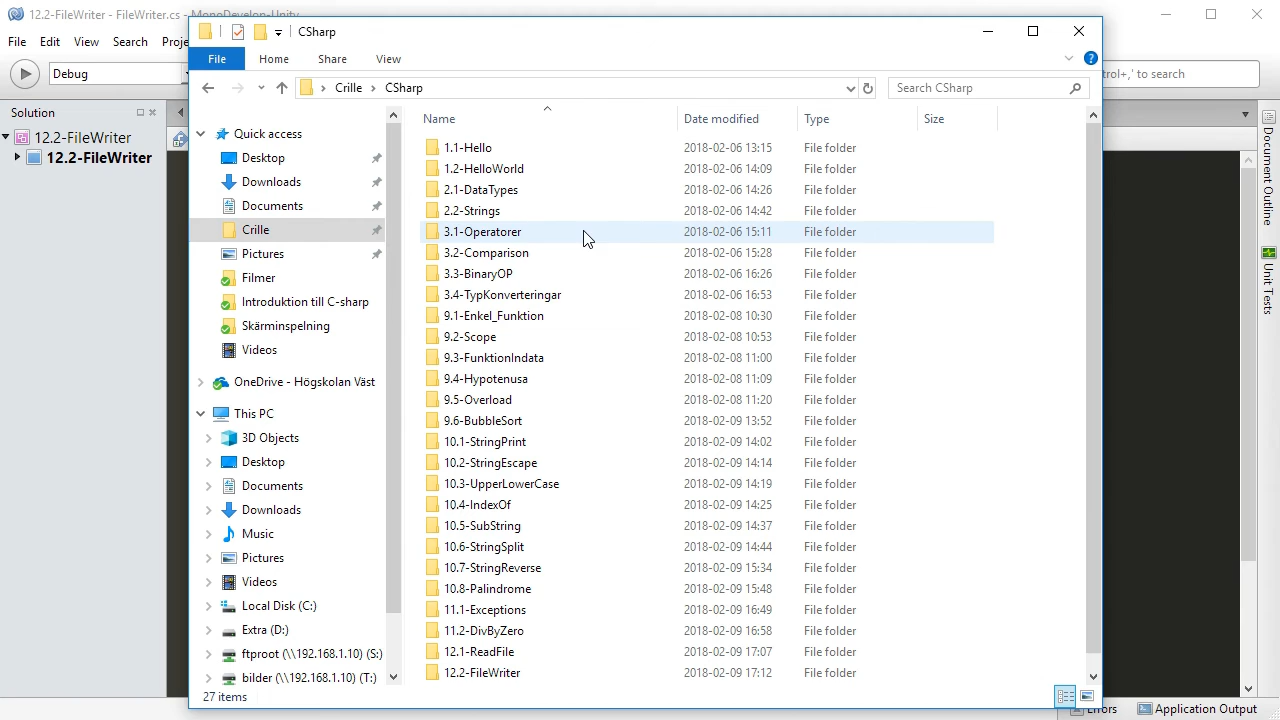 12.2-FileWriter - FileWriter.cs - MonoDevelop-Unity
File Edit View Search Proje
Debug
Ctrl+,' to search
Solution
12.2-FileWriter
12.2-FileWriter
Document Outline
Unit Tests
Errors
Application Output
CSharp
File Home Share View
Crille CSharp
Search CSharp
Quick access
Desktop
Downloads
Documents
Crille
Pictures
Filmer
Introduktion till C-sharp
Skärminspelning
Videos
OneDrive - Högskolan Väst
This PC
3D Objects
Desktop
Documents
Downloads
Music
Pictures
Videos
Local Disk (C:)
Extra (D:)
ftproot (\\192.168.1.10) (S:)
bilder (\\192.168.1.10) (T:)
Name Date modified Type Size
1.1-Hello 2018-02-06 13:15 File folder
1.2-HelloWorld 2018-02-06 14:09 File folder
2.1-DataTypes 2018-02-06 14:26 File folder
2.2-Strings 2018-02-06 14:42 File folder
3.1-Operatorer 2018-02-06 15:11 File folder
3.2-Comparison 2018-02-06 15:28 File folder
3.3-BinaryOP 2018-02-06 16:26 File folder
3.4-TypKonverteringar 2018-02-06 16:53 File folder
9.1-Enkel_Funktion 2018-02-08 10:30 File folder
9.2-Scope 2018-02-08 10:53 File folder
9.3-FunktionIndata 2018-02-08 11:00 File folder
9.4-Hypotenusa 2018-02-08 11:09 File folder
9.5-Overload 2018-02-08 11:20 File folder
9.6-BubbleSort 2018-02-09 13:52 File folder
10.1-StringPrint 2018-02-09 14:02 File folder
10.2-StringEscape 2018-02-09 14:14 File folder
10.3-UpperLowerCase 2018-02-09 14:19 File folder
10.4-IndexOf 2018-02-09 14:25 File folder
10.5-SubString 2018-02-09 14:37 File folder
10.6-StringSplit 2018-02-09 14:44 File folder
10.7-StringReverse 2018-02-09 15:34 File folder
10.8-Palindrome 2018-02-09 15:48 File folder
11.1-Exceptions 2018-02-09 16:49 File folder
11.2-DivByZero 2018-02-09 16:58 File folder
12.1-ReadFile 2018-02-09 17:07 File folder
12.2-FileWriter 2018-02-09 17:12 File folder
27 items